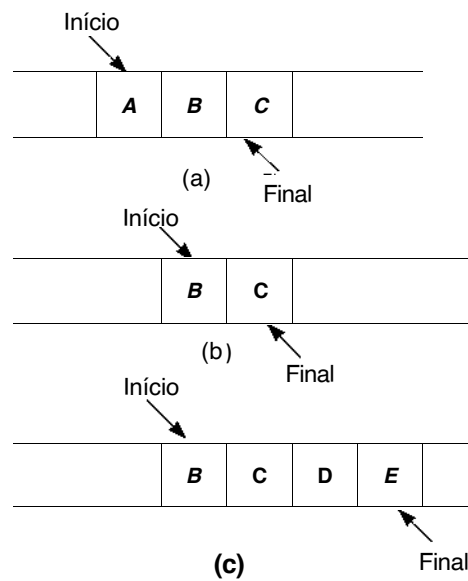 Início
A B C
(a)
Final
Início
B C
(b)
Final
Início
B C D E
Final
(c)